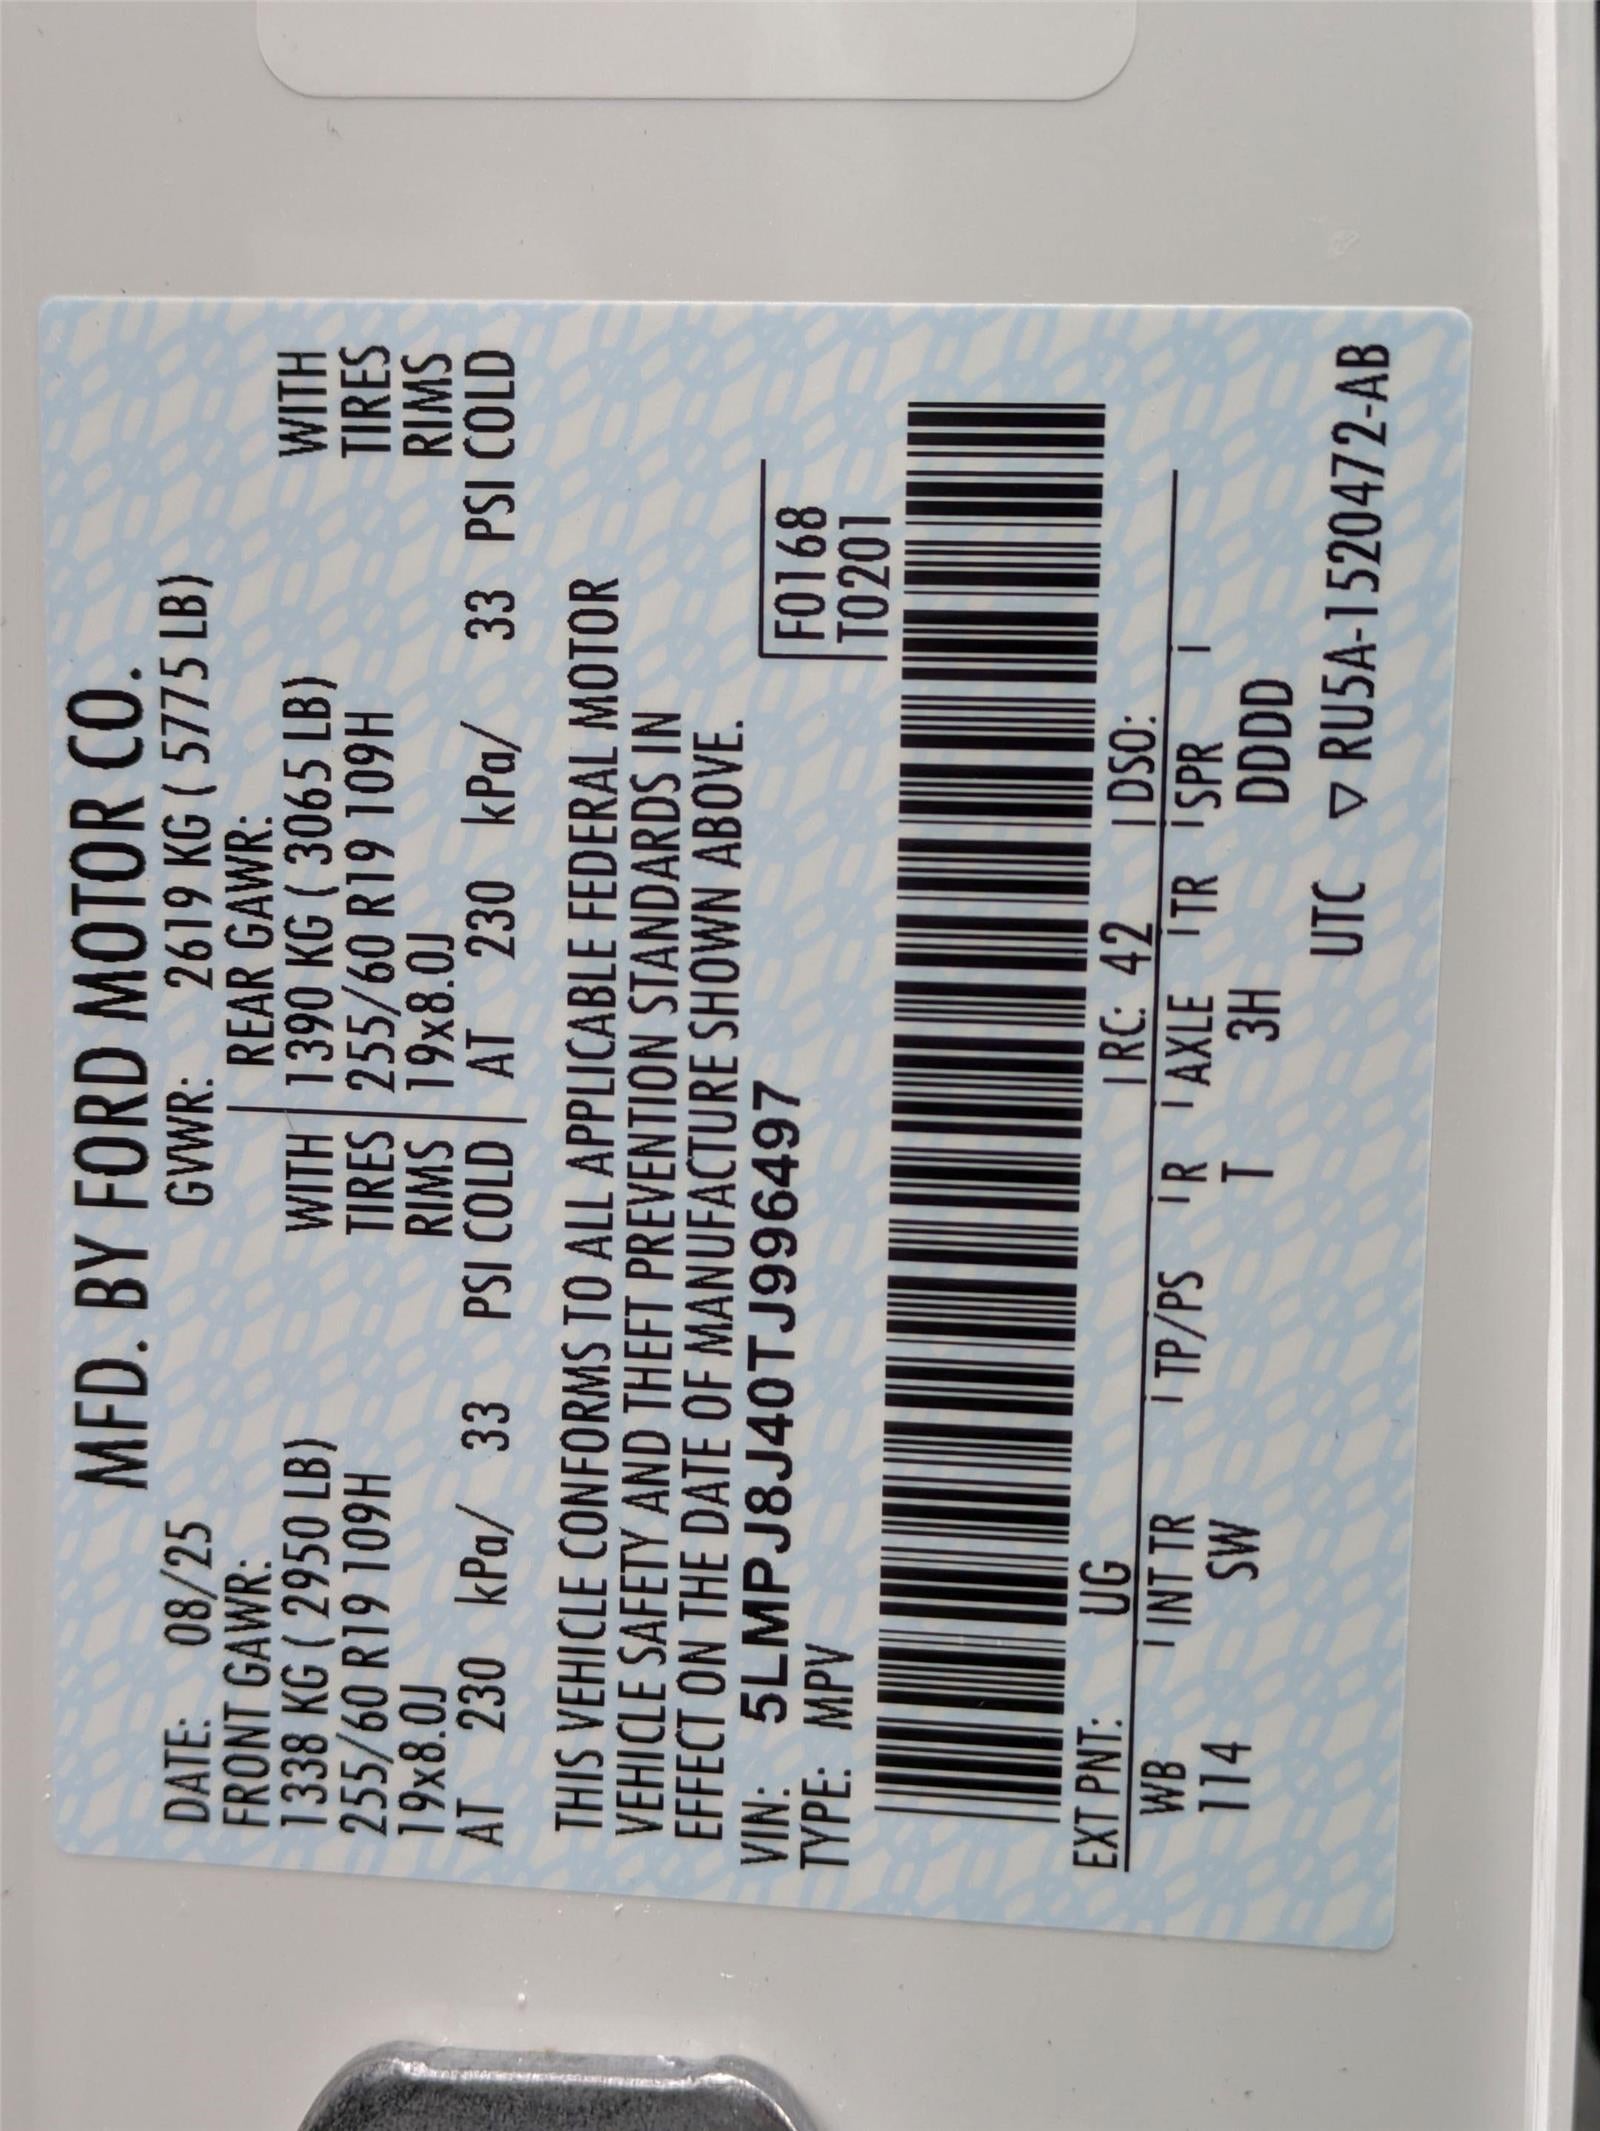 MFD. BY FORD MOTOR CO.
DATE: 08/25 GVWR: 2619 KG ( 5775 LB)
FRONT GAWR: REAR GAWR:
1338 KG ( 2950 LB) WITH 1390 KG ( 3065 LB) WITH
255/60 R19 109H TIRES 255/60 R19 109H TIRES
19x8.0J RIMS 19x8.0J RIMS
AT 230 kPa/ 33 PSI COLD AT 230 kPa/ 33 PSI COLD
THIS VEHICLE CONFORMS TO ALL APPLICABLE FEDERAL MOTOR
VEHICLE SAFETY AND THEFT PREVENTION STANDARDS IN
EFFECT ON THE DATE OF MANUFACTURE SHOWN ABOVE.
VIN: 5LMPJ8J40TJ996497 F0168
TYPE: MPV T0201
EXT PNT: UG RC: 42 DSO:
WB INT TR TP/PS R AXLE TR SPR
114 SW T 3H DDDD
UTC ▽ RU5A-1520472-AB